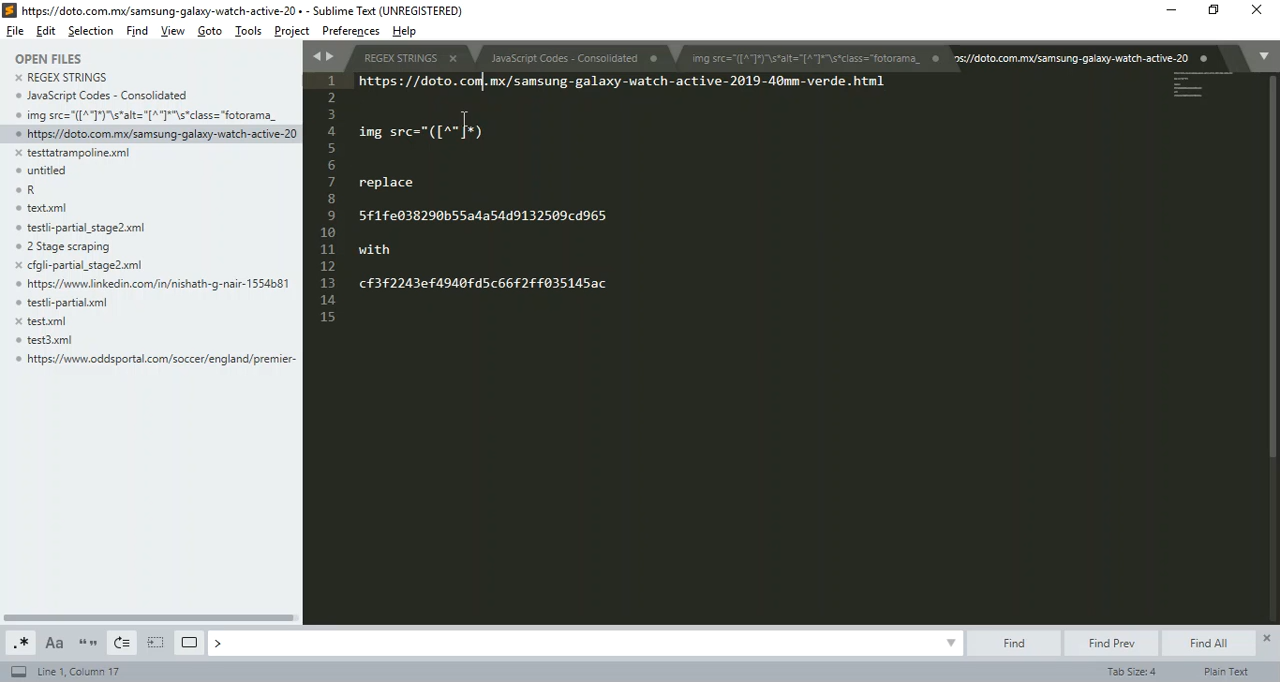 https://doto.com.mx/samsung-galaxy-watch-active-20 • - Sublime Text (UNREGISTERED)
File Edit Selection Find View Goto Tools Project Preferences Help
OPEN FILES
REGEX STRINGS
JavaScript Codes - Consolidated
img src="([^"]*)"\s*alt="[^"]*"\s*class="fotorama_
https://doto.com.mx/samsung-galaxy-watch-active-20
testtatrampoline.xml
untitled
R
text.xml
testli-partial_stage2.xml
2 Stage scraping
cfgli-partial_stage2.xml
https://www.linkedin.com/in/nishath-g-nair-1554b81
testli-partial.xml
test.xml
test3.xml
https://www.oddsportal.com/soccer/england/premier-
REGEX STRINGS
JavaScript Codes - Consolidated
img src="([^"]*)"\s*alt="[^"]*"\s*class="fotorama_
ps://doto.com.mx/samsung-galaxy-watch-active-20
1 https://doto.com.mx/samsung-galaxy-watch-active-2019-40mm-verde.html
2
3
4 img src="([^"]*)
5
6
7 replace
8
9 5f1fe038290b55a4a54d9132509cd965
10
11 with
12
13 cf3f2243ef4940fd5c66f2ff035145ac
14
15
.* Aa “” >
Find
Find Prev
Find All
Line 1, Column 17
Tab Size: 4
Plain Text